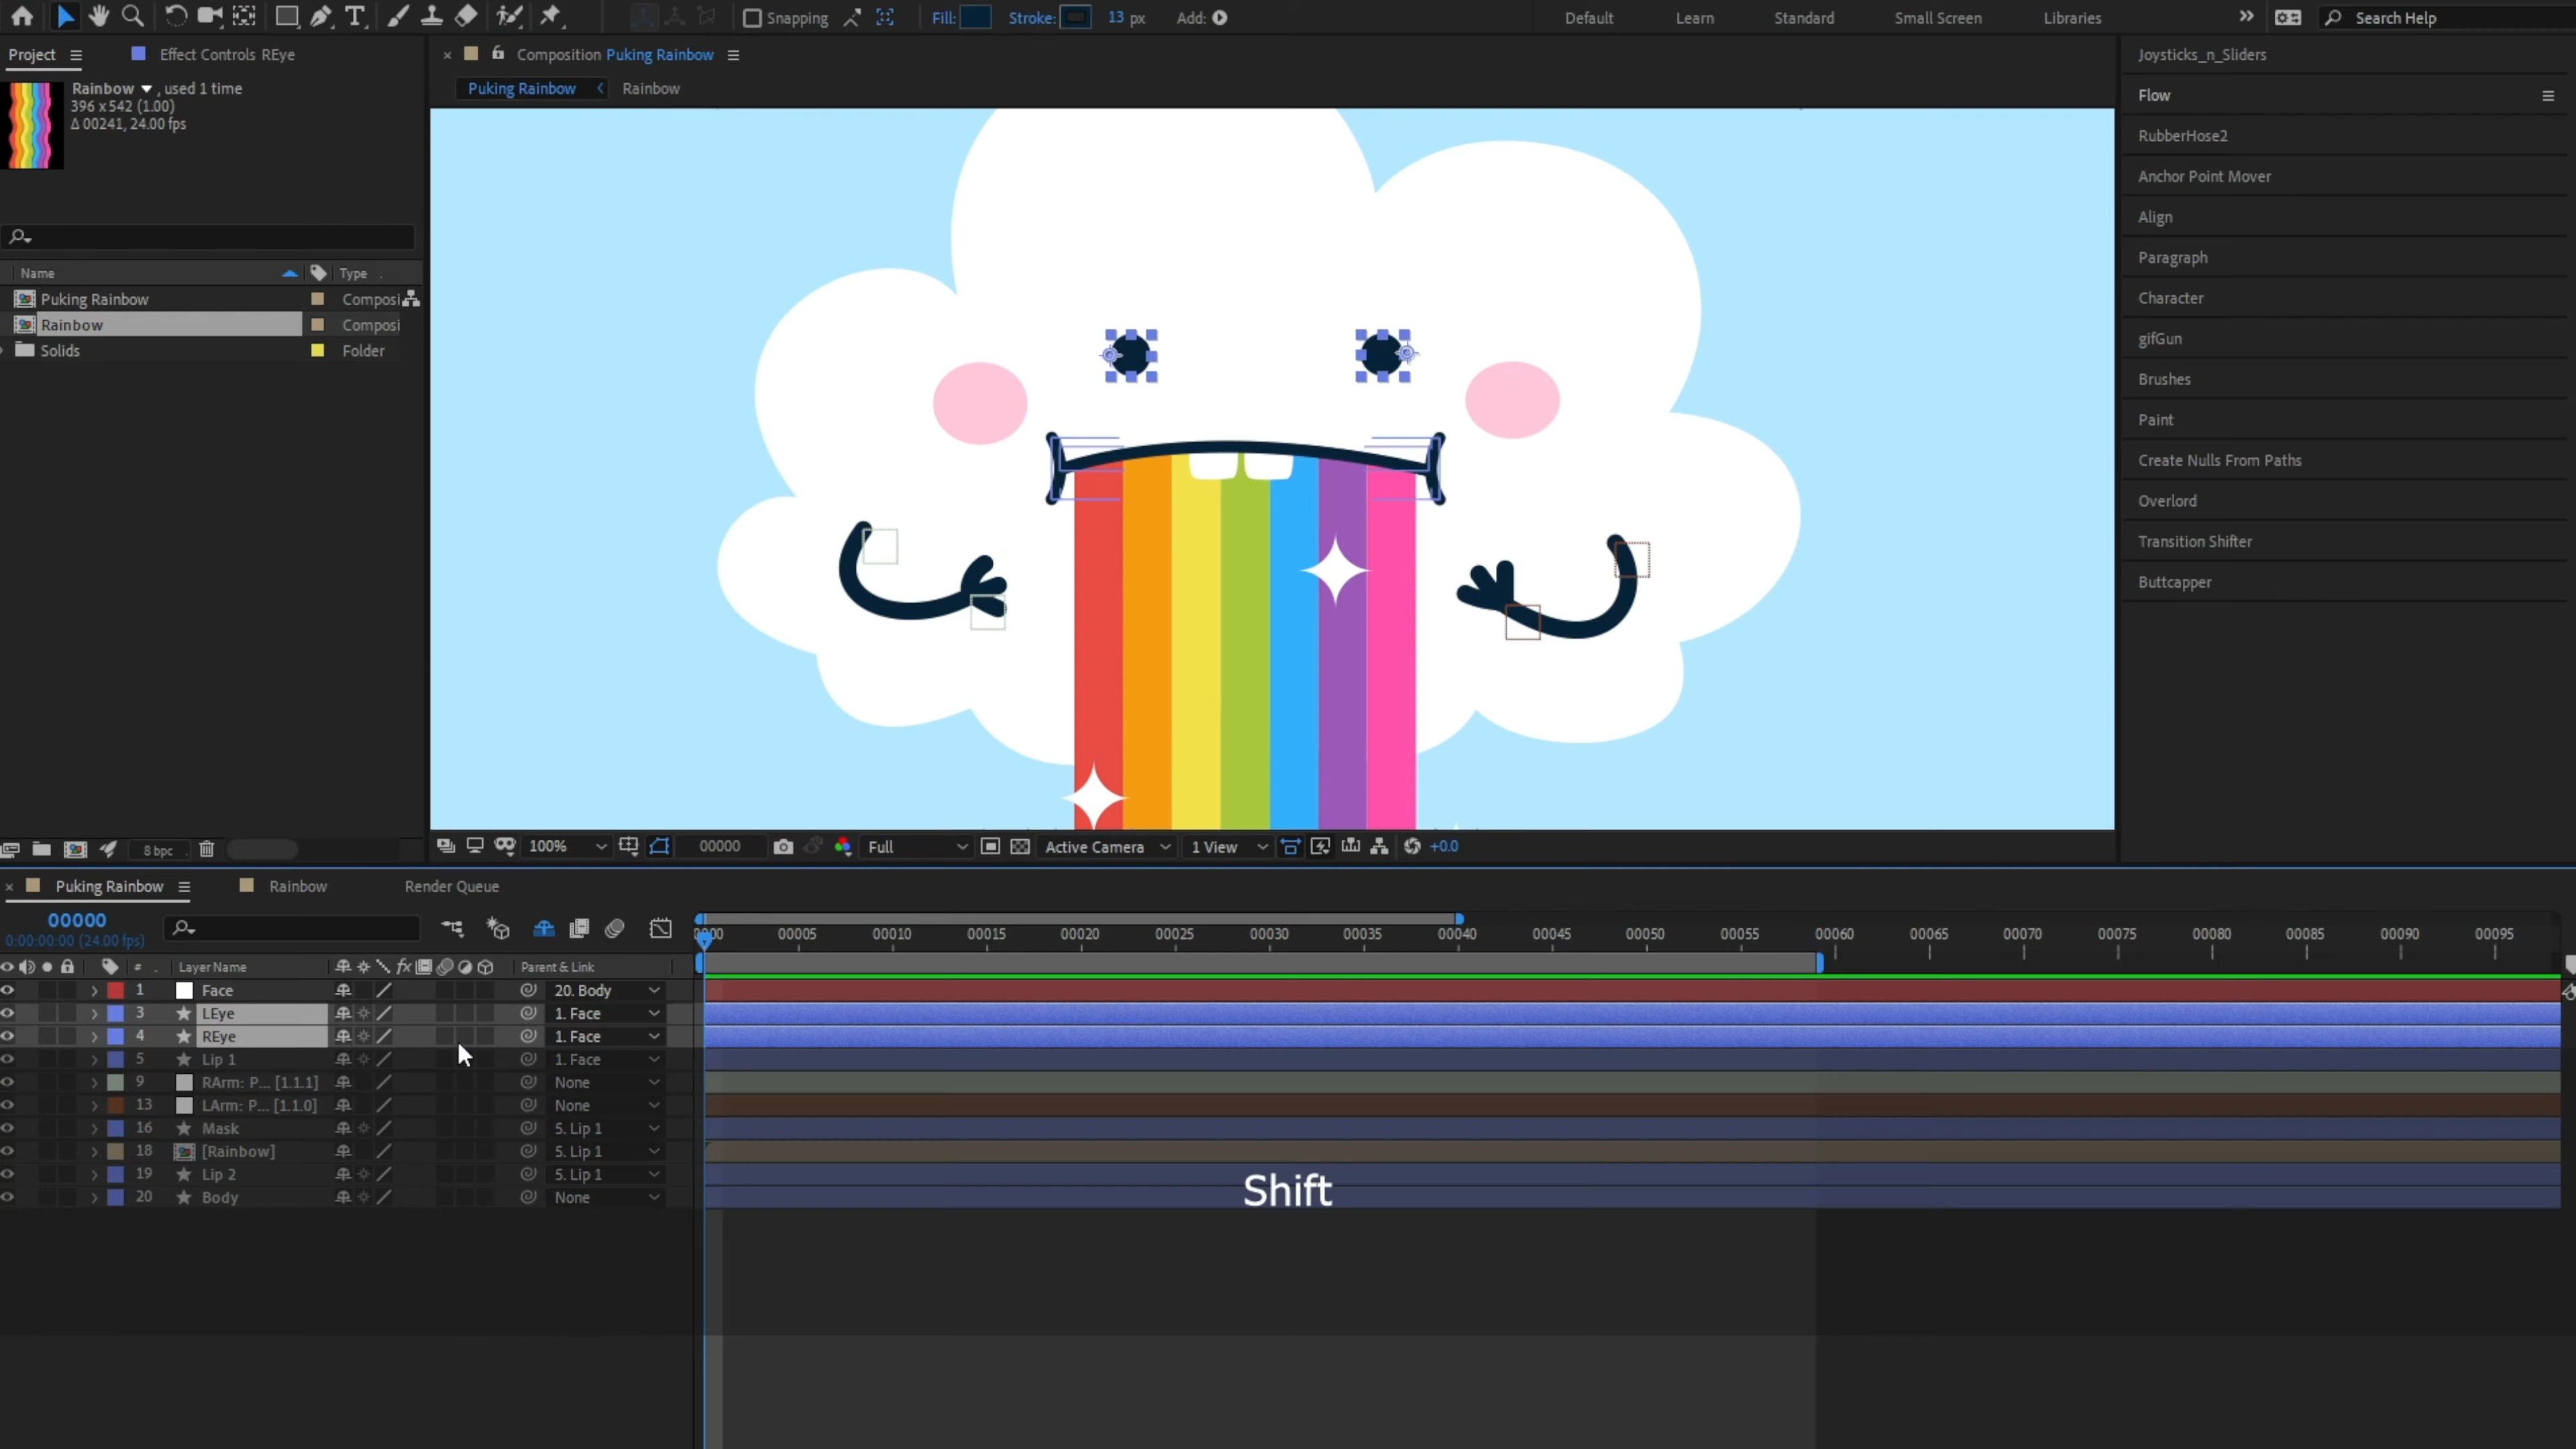 Snapping
Fill:
Stroke:
13 px
Add:
Default
Learn
Standard
Small Screen
Libraries
Search Help
Project
Effect Controls REye
Composition Puking Rainbow
Joysticks_n_Sliders
Rainbow , used 1 time
396 x 542 (1.00)
Δ 00241, 24.00 fps
Puking Rainbow
Rainbow
Flow
RubberHose2
Anchor Point Mover
Align
Paragraph
Character
gifGun
Brushes
Paint
Create Nulls From Paths
Overlord
Transition Shifter
Buttcapper
Name
Type
Puking Rainbow
Composi
Rainbow
Composi
Solids
Folder
8 bpc
100%
00000
Full
Active Camera
1 View
+0.0
Puking Rainbow
Rainbow
Render Queue
00000
0:00:00:00 (24.00 fps)
00005 00010 00015 00020 00025 00030 00035 00040 00045 00050 00055 00060 00065 00070 00075 00080 00085 00090 00095
# Layer Name
fx
Parent & Link
1 Face 20. Body
3 LEye 1. Face
4 REye 1. Face
5 Lip 1 1. Face
9 RArm: P... [1.1.1] None
13 LArm: P... [1.1.0] None
16 Mask 5. Lip 1
18 [Rainbow] 5. Lip 1
19 Lip 2 5. Lip 1
20 Body None
Shift